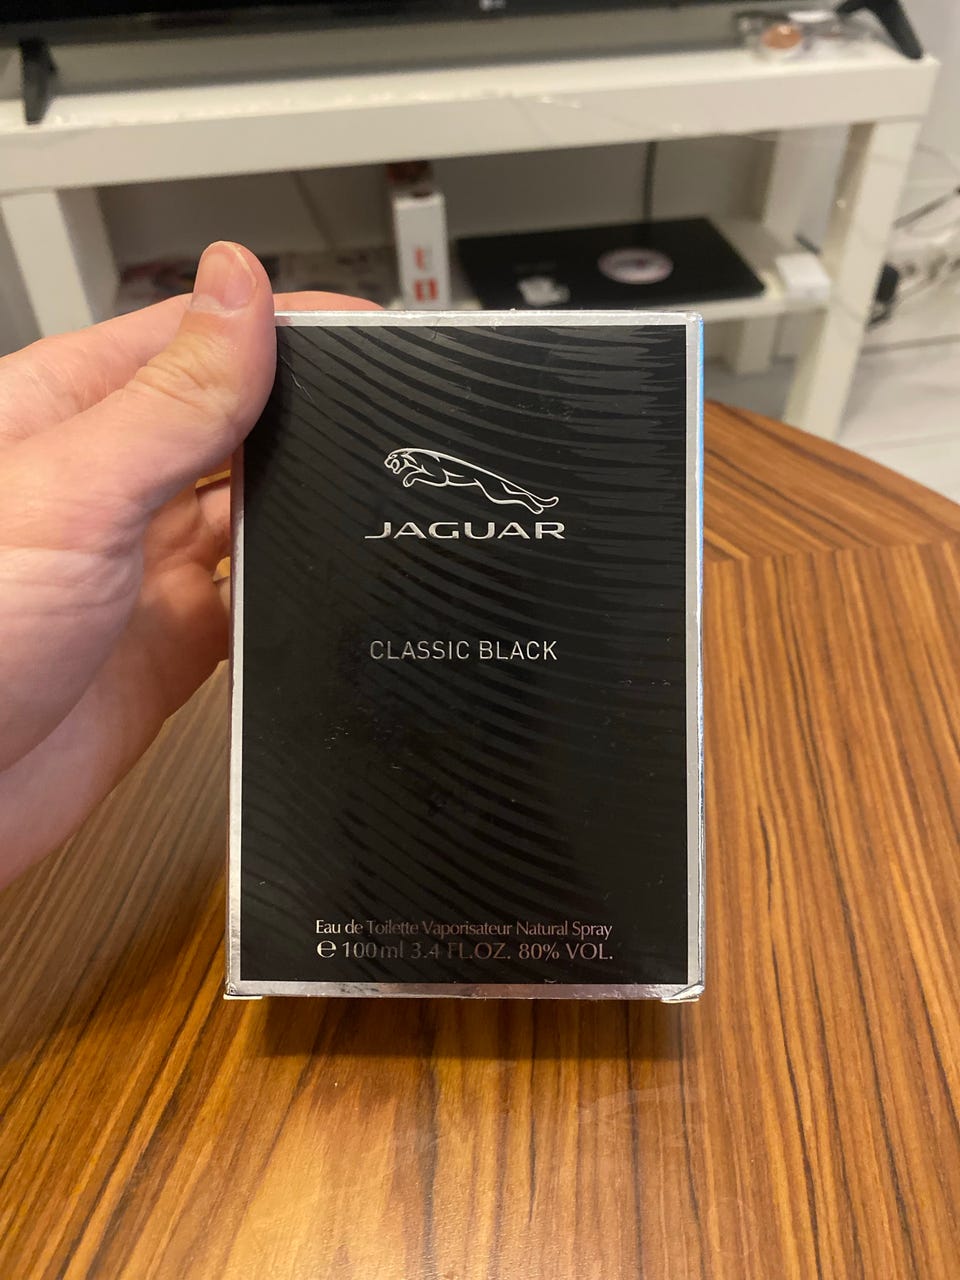 JAGUAR
CLASSIC BLACK
Eau de Toilette Vaporisateur Natural Spray
℮ 100 ml 3.4 FL.OZ. 80% VOL.